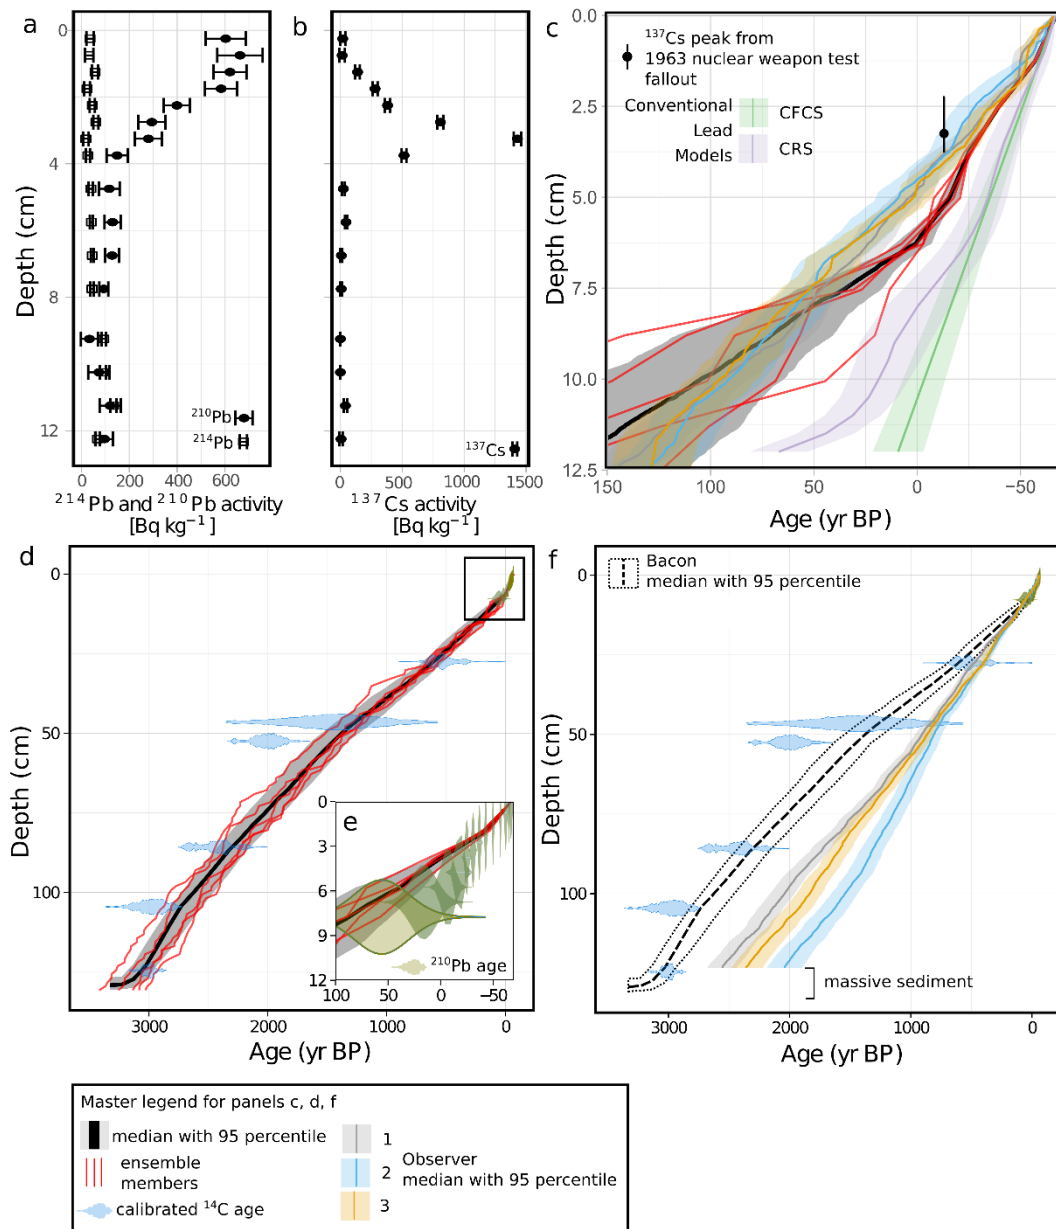 a
0
4
8
12
Depth (cm)
²¹⁰Pb
²¹⁴Pb
0
200
400
600
²¹⁴Pb and ²¹⁰Pb activity
[Bq kg⁻¹ ]
b
¹³⁷Cs
0
500
1000
1500
¹³⁷Cs activity
[Bq kg⁻¹ ]
c
¹³⁷Cs peak from
1963 nuclear weapon test
fallout
Conventional
Lead
Models
CFCS
CRS
0.0
2.5
5.0
7.5
10.0
12.5
Depth (cm)
150
100
50
0
−50
Age (yr BP)
d
0
50
100
Depth (cm)
3000
2000
1000
0
Age (yr BP)
e
0
3
6
9
12
²¹⁰Pb age
100
50
0
−50
f
Bacon
median with 95 percentile
0
50
100
Depth (cm)
massive sediment
3000
2000
1000
0
Age (yr BP)
Master legend for panels c, d, f
median with 95 percentile
ensemble
members
calibrated ¹⁴C age
1
2
3
Observer
median with 95 percentile